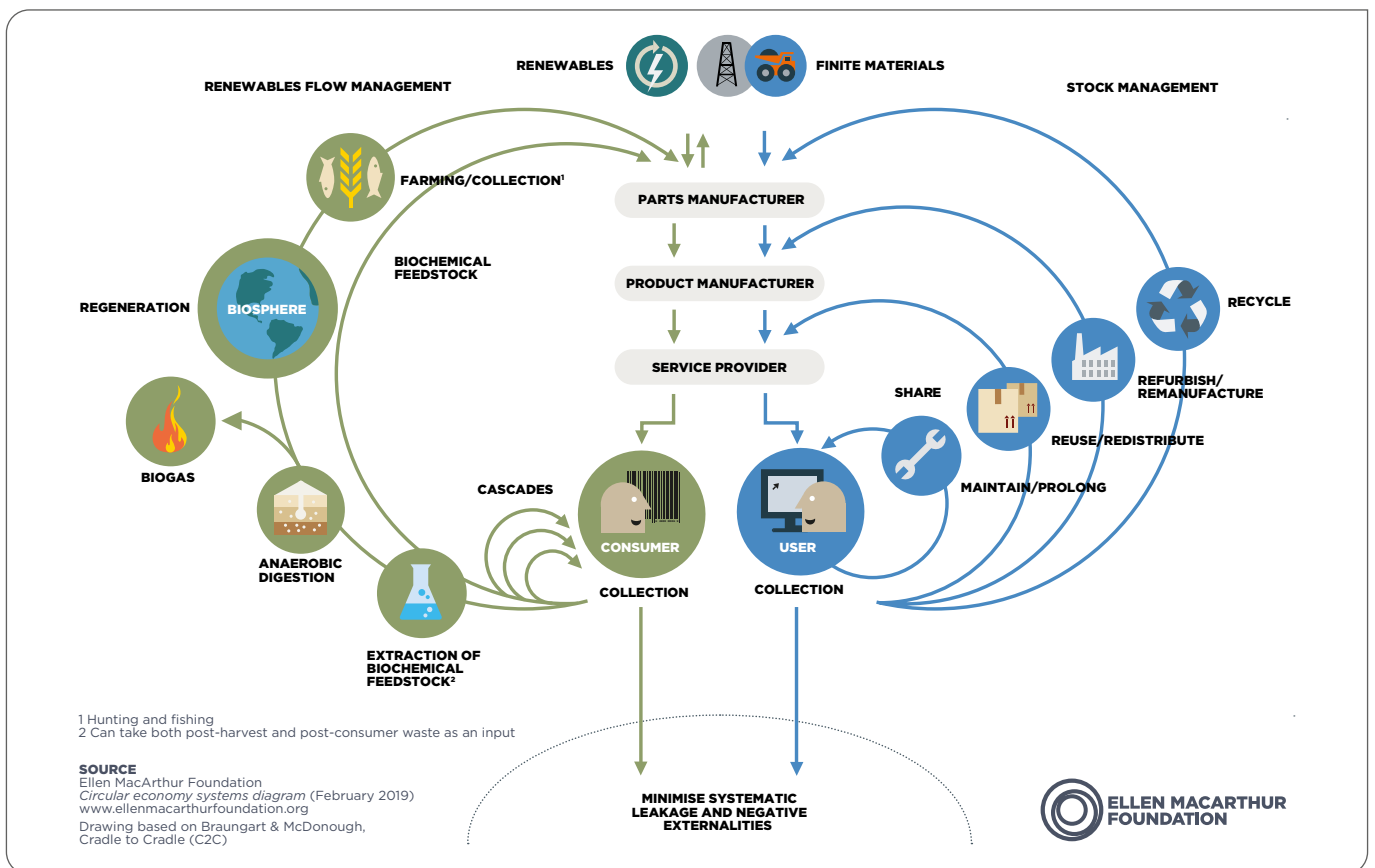 RENEWABLES
FINITE MATERIALS
RENEWABLES FLOW MANAGEMENT
STOCK MANAGEMENT
FARMING/COLLECTION¹
PARTS MANUFACTURER
BIOCHEMICAL
FEEDSTOCK
PRODUCT MANUFACTURER
REGENERATION
BIOSPHERE
RECYCLE
SERVICE PROVIDER
REFURBISH/
REMANUFACTURE
SHARE
REUSE/REDISTRIBUTE
BIOGAS
CASCADES
MAINTAIN/PROLONG
CONSUMER
USER
ANAEROBIC
DIGESTION
COLLECTION
COLLECTION
EXTRACTION OF
BIOCHEMICAL
FEEDSTOCK²
1 Hunting and fishing
2 Can take both post-harvest and post-consumer waste as an input
SOURCE
Ellen MacArthur Foundation
Circular economy systems diagram (February 2019)
www.ellenmacarthurfoundation.org
Drawing based on Braungart & McDonough,
Cradle to Cradle (C2C)
MINIMISE SYSTEMATIC
LEAKAGE AND NEGATIVE
EXTERNALITIES
ELLEN MACARTHUR
FOUNDATION